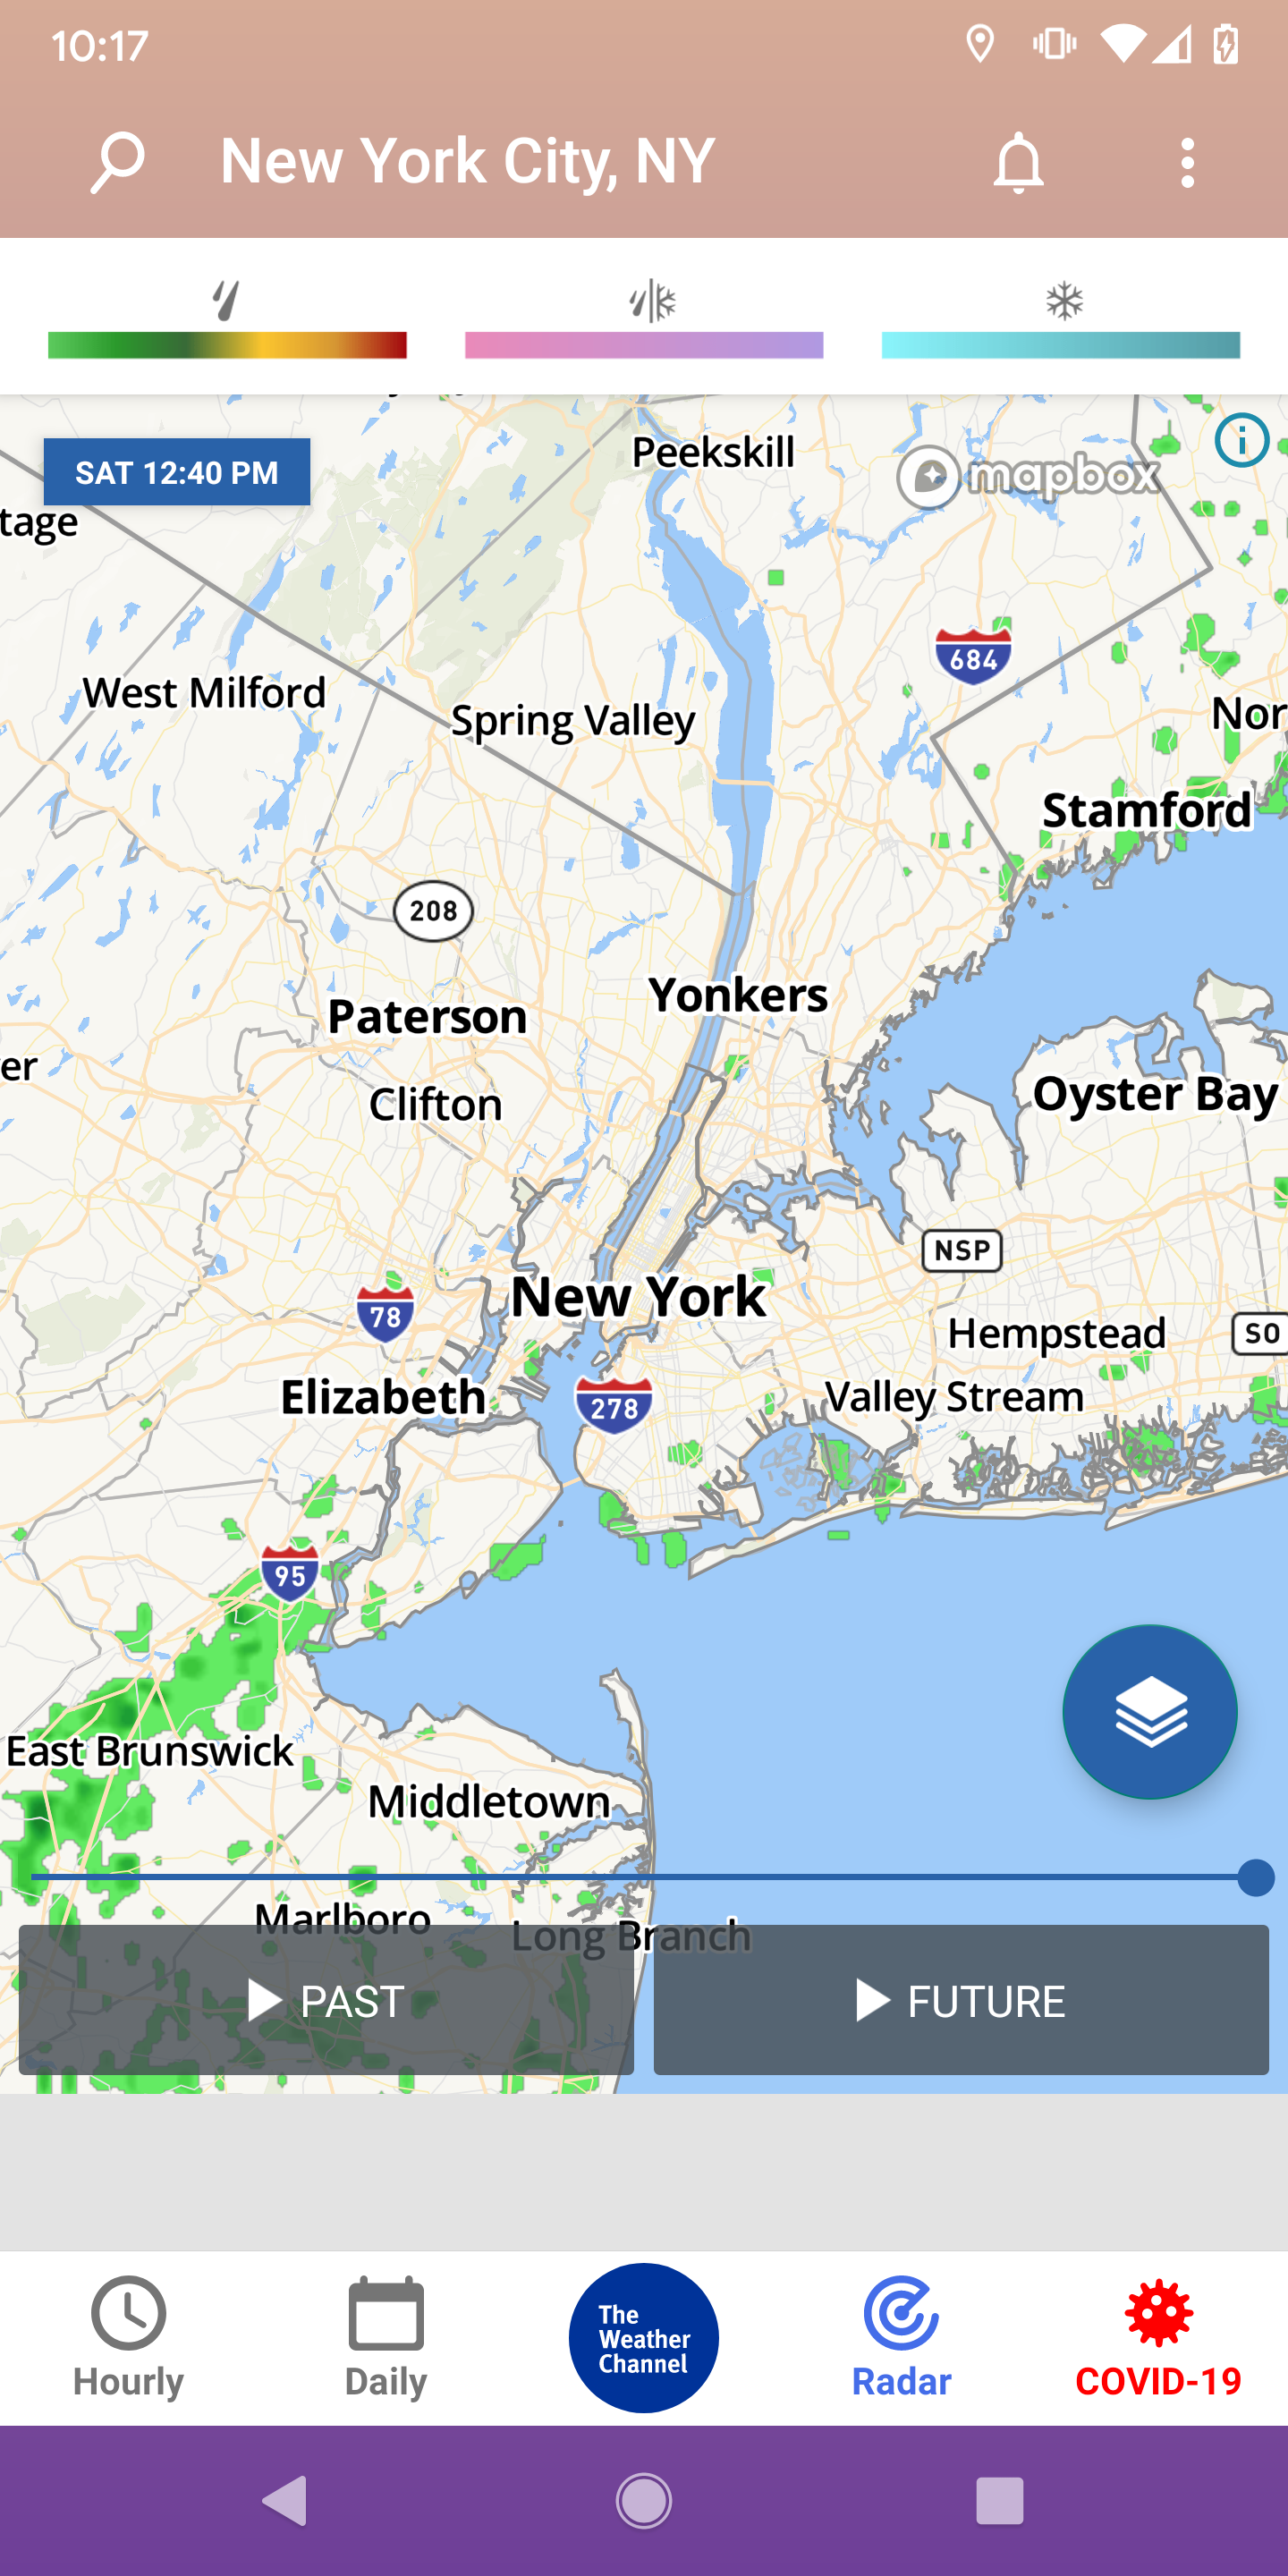 10:17
New York City, NY
SAT 12:40 PM
Peekskill
mapbox
tage
684
West Milford
Spring Valley
Nor
Stamford
208
Yonkers
Paterson
er
Clifton
Oyster Bay
NSP
New York
78
Hempstead
SO
Elizabeth
278
Valley Stream
95
East Brunswick
Middletown
Marlboro
Long Branch
PAST
FUTURE
Hourly
Daily
The
Weather
Channel
Radar
COVID-19